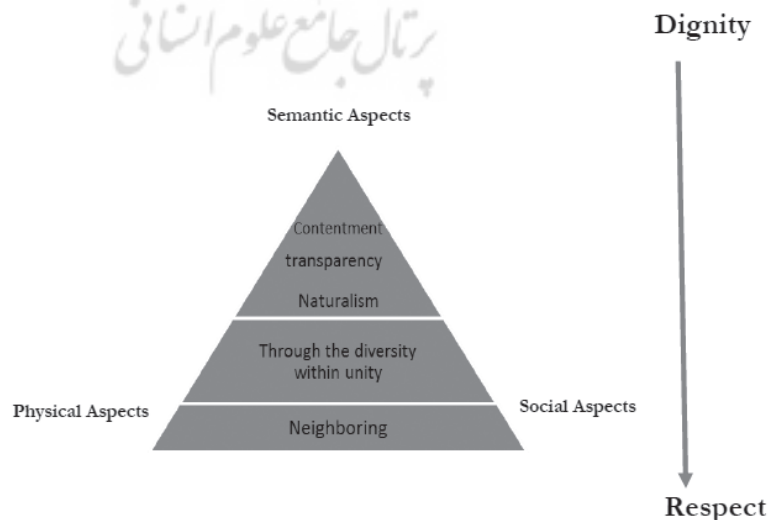 پرتال جامع علوم انسانی
Dignity
Semantic Aspects
Contentment
transparency
Naturalism
Through the diversity
within unity
Physical Aspects
Social Aspects
Neighboring
Respect